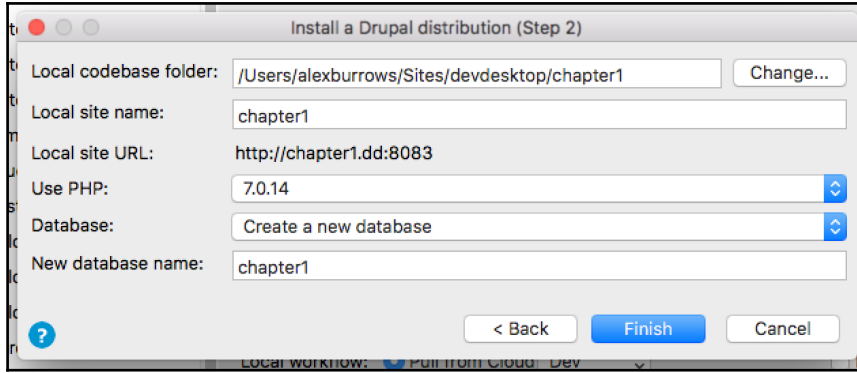 Install a Drupal distribution (Step 2)
Local codebase folder: /Users/alexburrows/Sites/devdesktop/chapter1 Change...
Local site name: chapter1
Local site URL: http://chapter1.dd:8083
Use PHP: 7.0.14
Database: Create a new database
New database name: chapter1
? < Back Finish Cancel
Local workflow: Pull from Cloud Dev